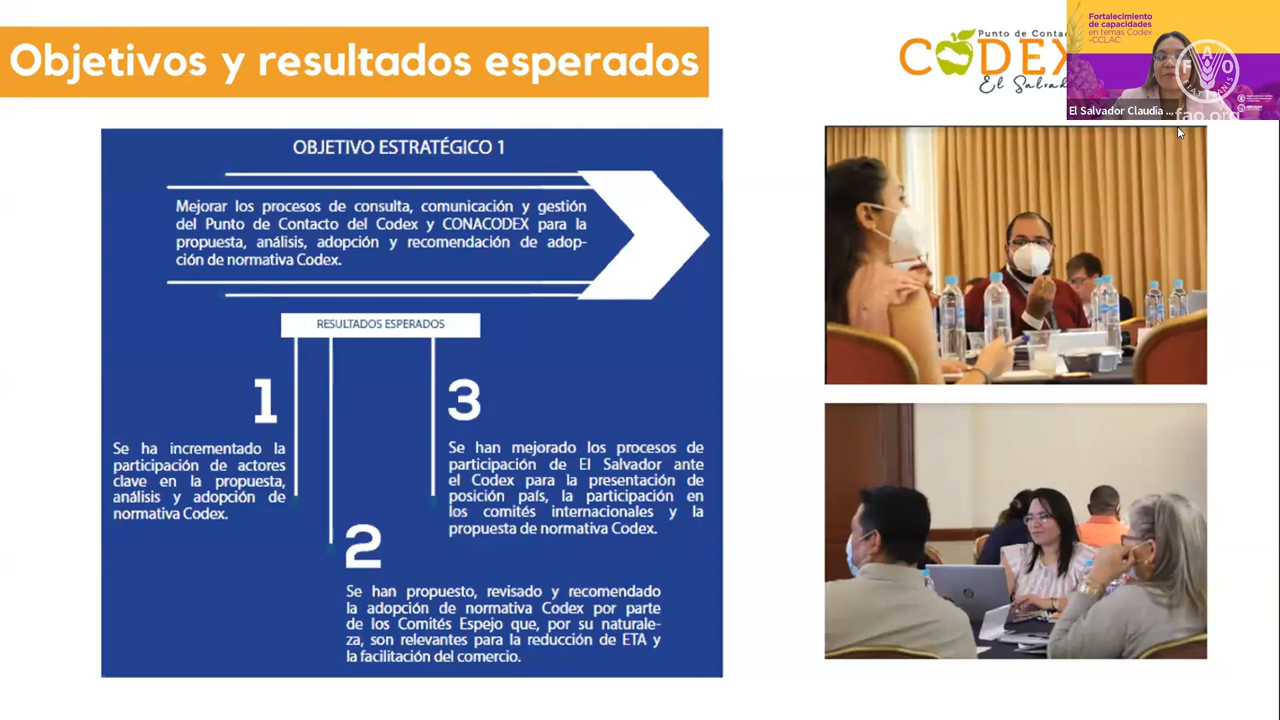 Objetivos y resultados esperados
Punto de Contac
CODEX
El Salvad
Fortalecimiento
de capacidades
en temas Codex
-CCLAC
FAO
FIAT PANIS
El Salvador Claudia ...
fao.org
OBJETIVO ESTRATÉGICO 1
Mejorar los procesos de consulta, comunicación y gestión
del Punto de Contacto del Codex y CONACODEX para la
propuesta, análisis, adopción y recomendación de adop-
ción de normativa Codex.
RESULTADOS ESPERADOS
1
Se ha incrementado la
participación de actores
clave en la propuesta,
análisis y adopción de
normativa Codex.
2
Se han propuesto, revisado y recomendado
la adopción de normativa Codex por parte
de los Comités Espejo que, por su naturale-
za, son relevantes para la reducción de ETA y
la facilitación del comercio.
3
Se han mejorado los procesos de
participación de El Salvador ante
el Codex para la presentación de
posición país, la participación en
los comités internacionales y la
propuesta de normativa Codex.